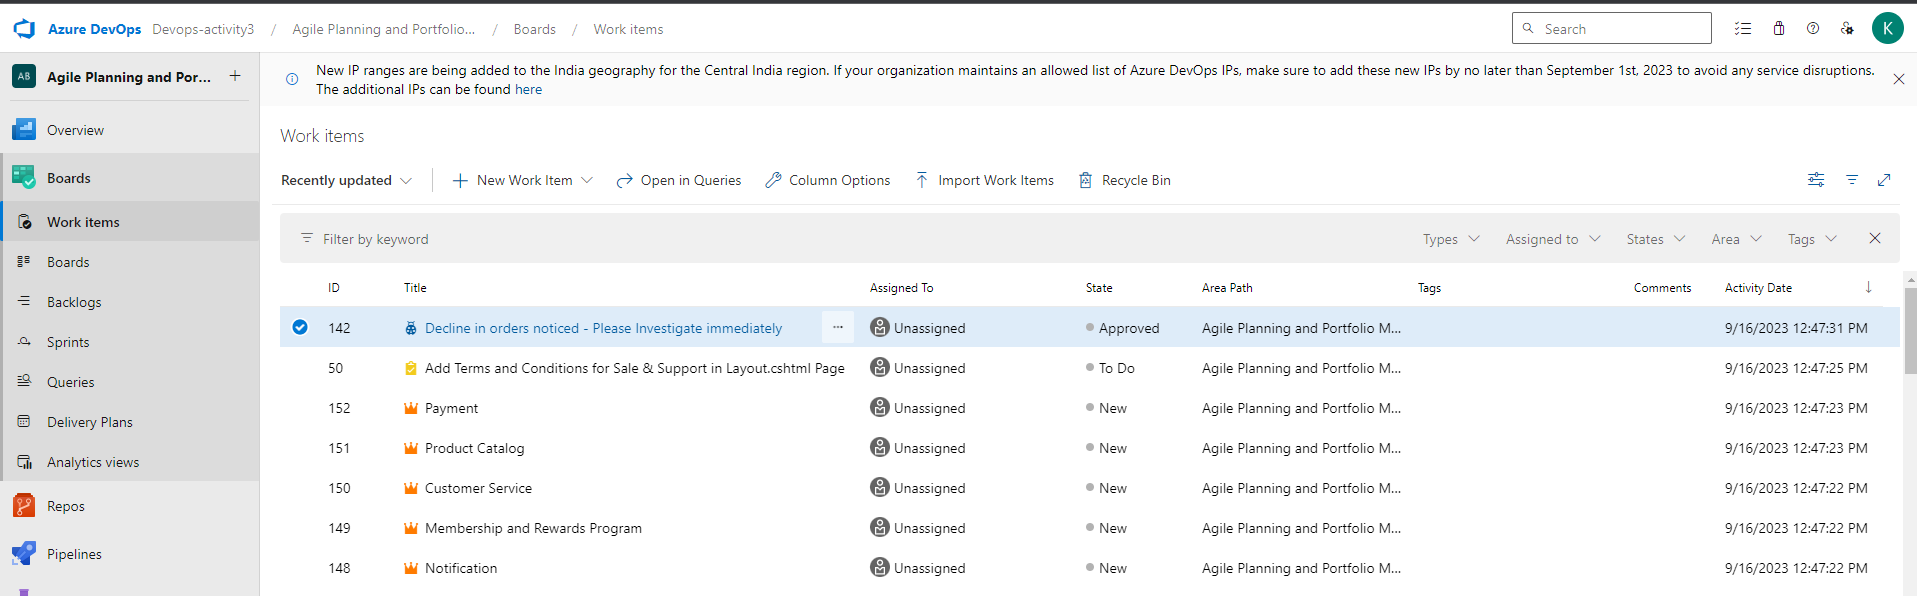 Azure DevOps Devops-activity3 / Agile Planning and Portfolio... / Boards / Work items Search K
AB Agile Planning and Por... +
New IP ranges are being added to the India geography for the Central India region. If your organization maintains an allowed list of Azure DevOps IPs, make sure to add these new IPs by no later than September 1st, 2023 to avoid any service disruptions.
The additional IPs can be found here
Overview
Boards
Work items
Boards
Backlogs
Sprints
Queries
Delivery Plans
Analytics views
Repos
Pipelines
Work items
Recently updated New Work Item Open in Queries Column Options Import Work Items Recycle Bin
Filter by keyword Types Assigned to States Area Tags
ID Title Assigned To State Area Path Tags Comments Activity Date
142 Decline in orders noticed - Please Investigate immediately ... Unassigned Approved Agile Planning and Portfolio M... 9/16/2023 12:47:31 PM
50 Add Terms and Conditions for Sale & Support in Layout.cshtml Page Unassigned To Do Agile Planning and Portfolio M... 9/16/2023 12:47:25 PM
152 Payment Unassigned New Agile Planning and Portfolio M... 9/16/2023 12:47:23 PM
151 Product Catalog Unassigned New Agile Planning and Portfolio M... 9/16/2023 12:47:23 PM
150 Customer Service Unassigned New Agile Planning and Portfolio M... 9/16/2023 12:47:22 PM
149 Membership and Rewards Program Unassigned New Agile Planning and Portfolio M... 9/16/2023 12:47:22 PM
148 Notification Unassigned New Agile Planning and Portfolio M... 9/16/2023 12:47:22 PM